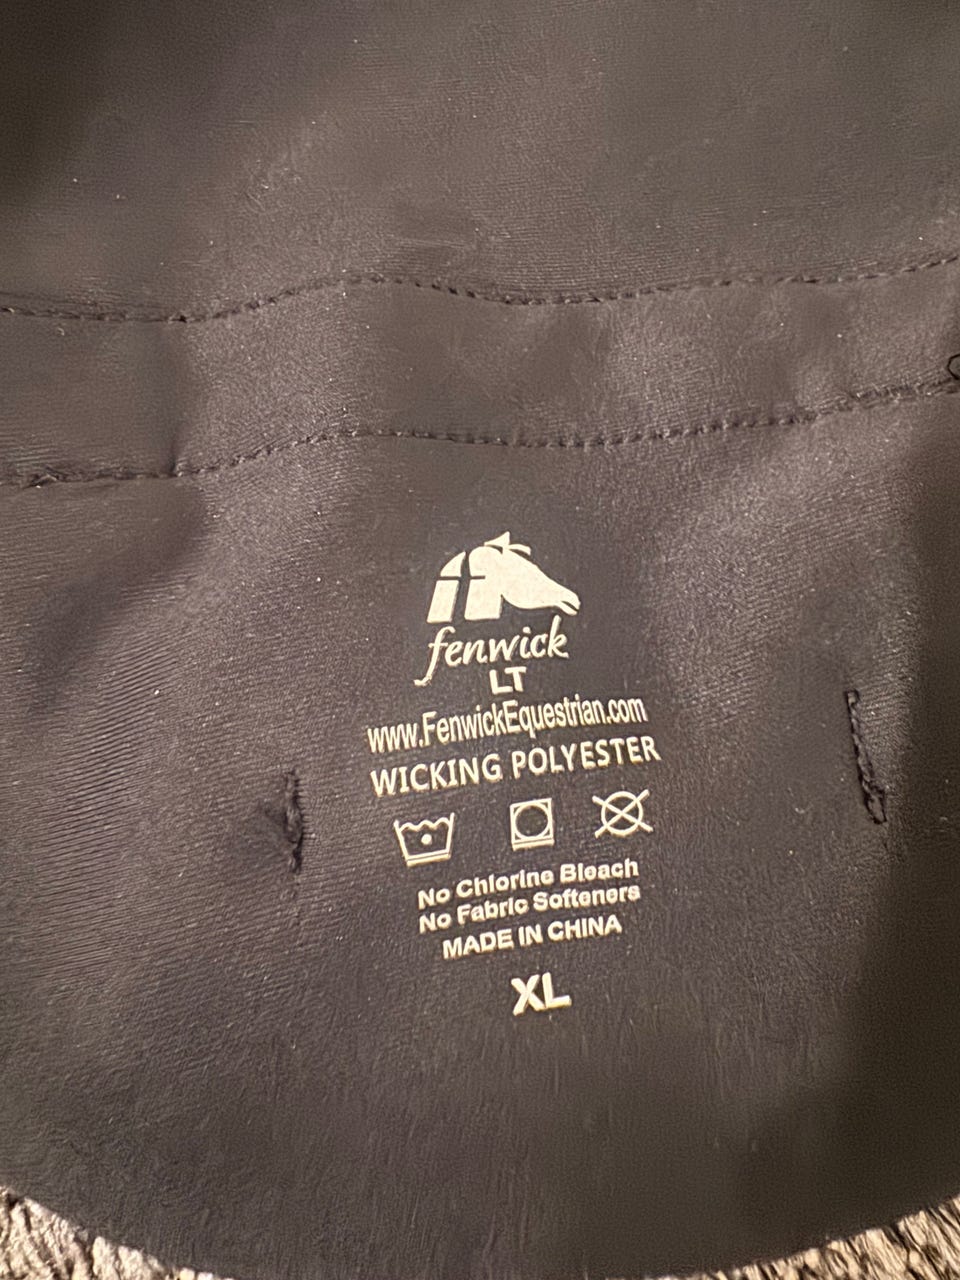 fenwick
LT
www.FenwickEquestrian.com
WICKING POLYESTER
No Chlorine Bleach
No Fabric Softeners
MADE IN CHINA
XL